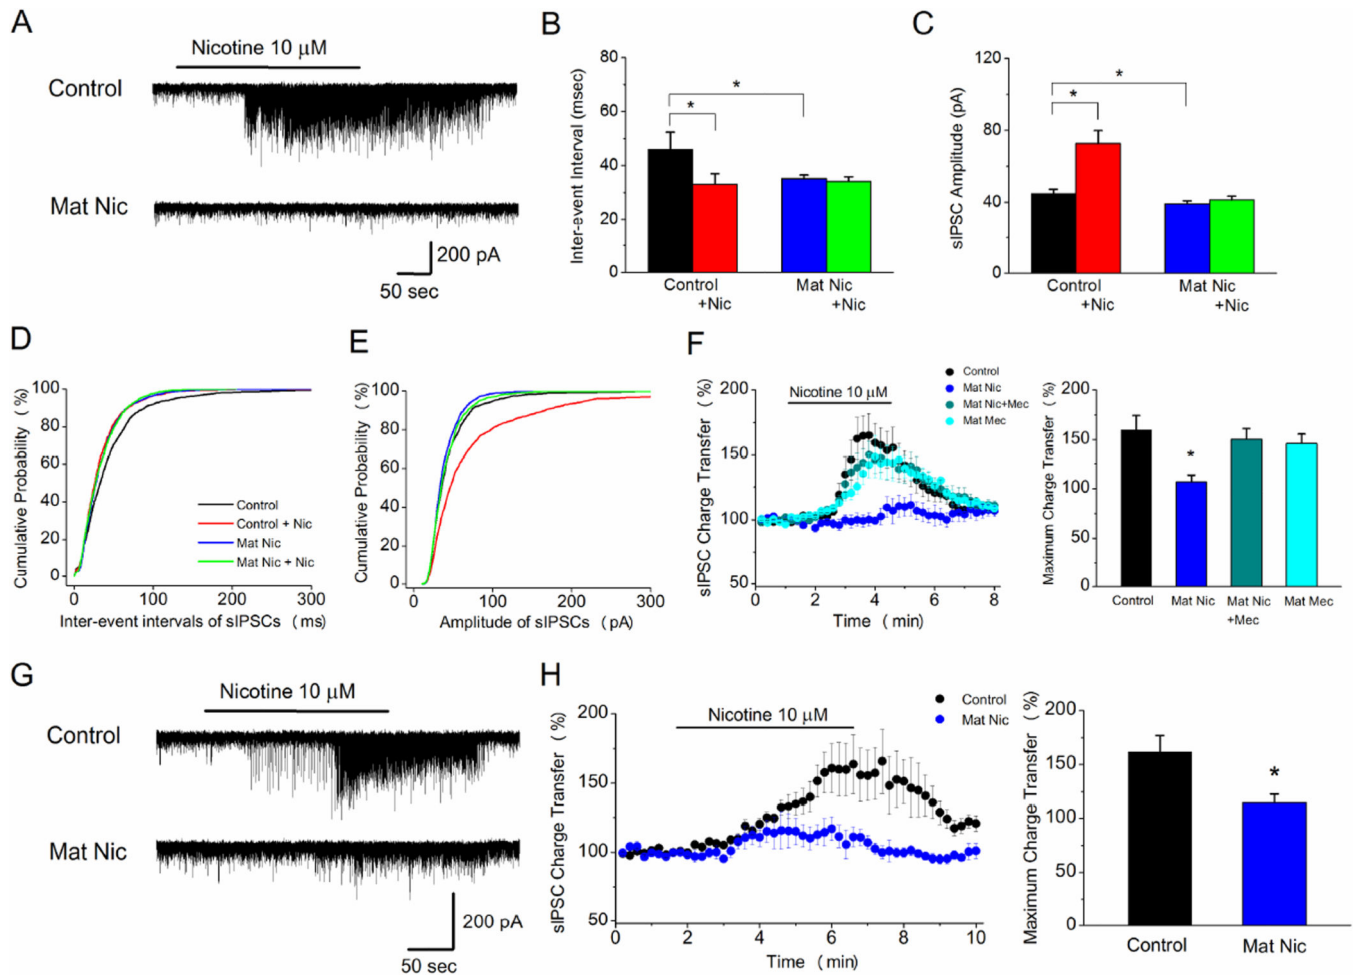 A
Nicotine 10 μM
Control
Mat Nic
200 pA
50 sec
B
Inter-event Interval (msec)
80
60
40
20
0
*
*
Control
+Nic
Mat Nic
+Nic
C
sIPSC Amplitude (pA)
120
80
40
0
*
*
Control
+Nic
Mat Nic
+Nic
D
Cumulative Probability (%)
100
80
60
40
20
0
Control
Control + Nic
Mat Nic
Mat Nic + Nic
0 100 200 300
Inter-event intervals of sIPSCs (ms)
E
Cumulative Probability (%)
100
80
60
40
20
0
0 100 200 300
Amplitude of sIPSCs (pA)
F
sIPSC Charge Transfer (%)
200
150
100
50
Nicotine 10 μM
Control
Mat Nic
Mat Nic+Mec
Mat Mec
0 2 4 6 8
Time (min)
Maximum Charge Transfer (%)
200
150
100
50
0
*
Control
Mat Nic
Mat Nic
+Mec
Mat Mec
G
Nicotine 10 μM
Control
Mat Nic
200 pA
50 sec
H
sIPSC Charge Transfer (%)
200
150
100
50
Nicotine 10 μM
Control
Mat Nic
0 2 4 6 8 10
Time (min)
Maximum Charge Transfer (%)
200
150
100
50
0
*
Control
Mat Nic